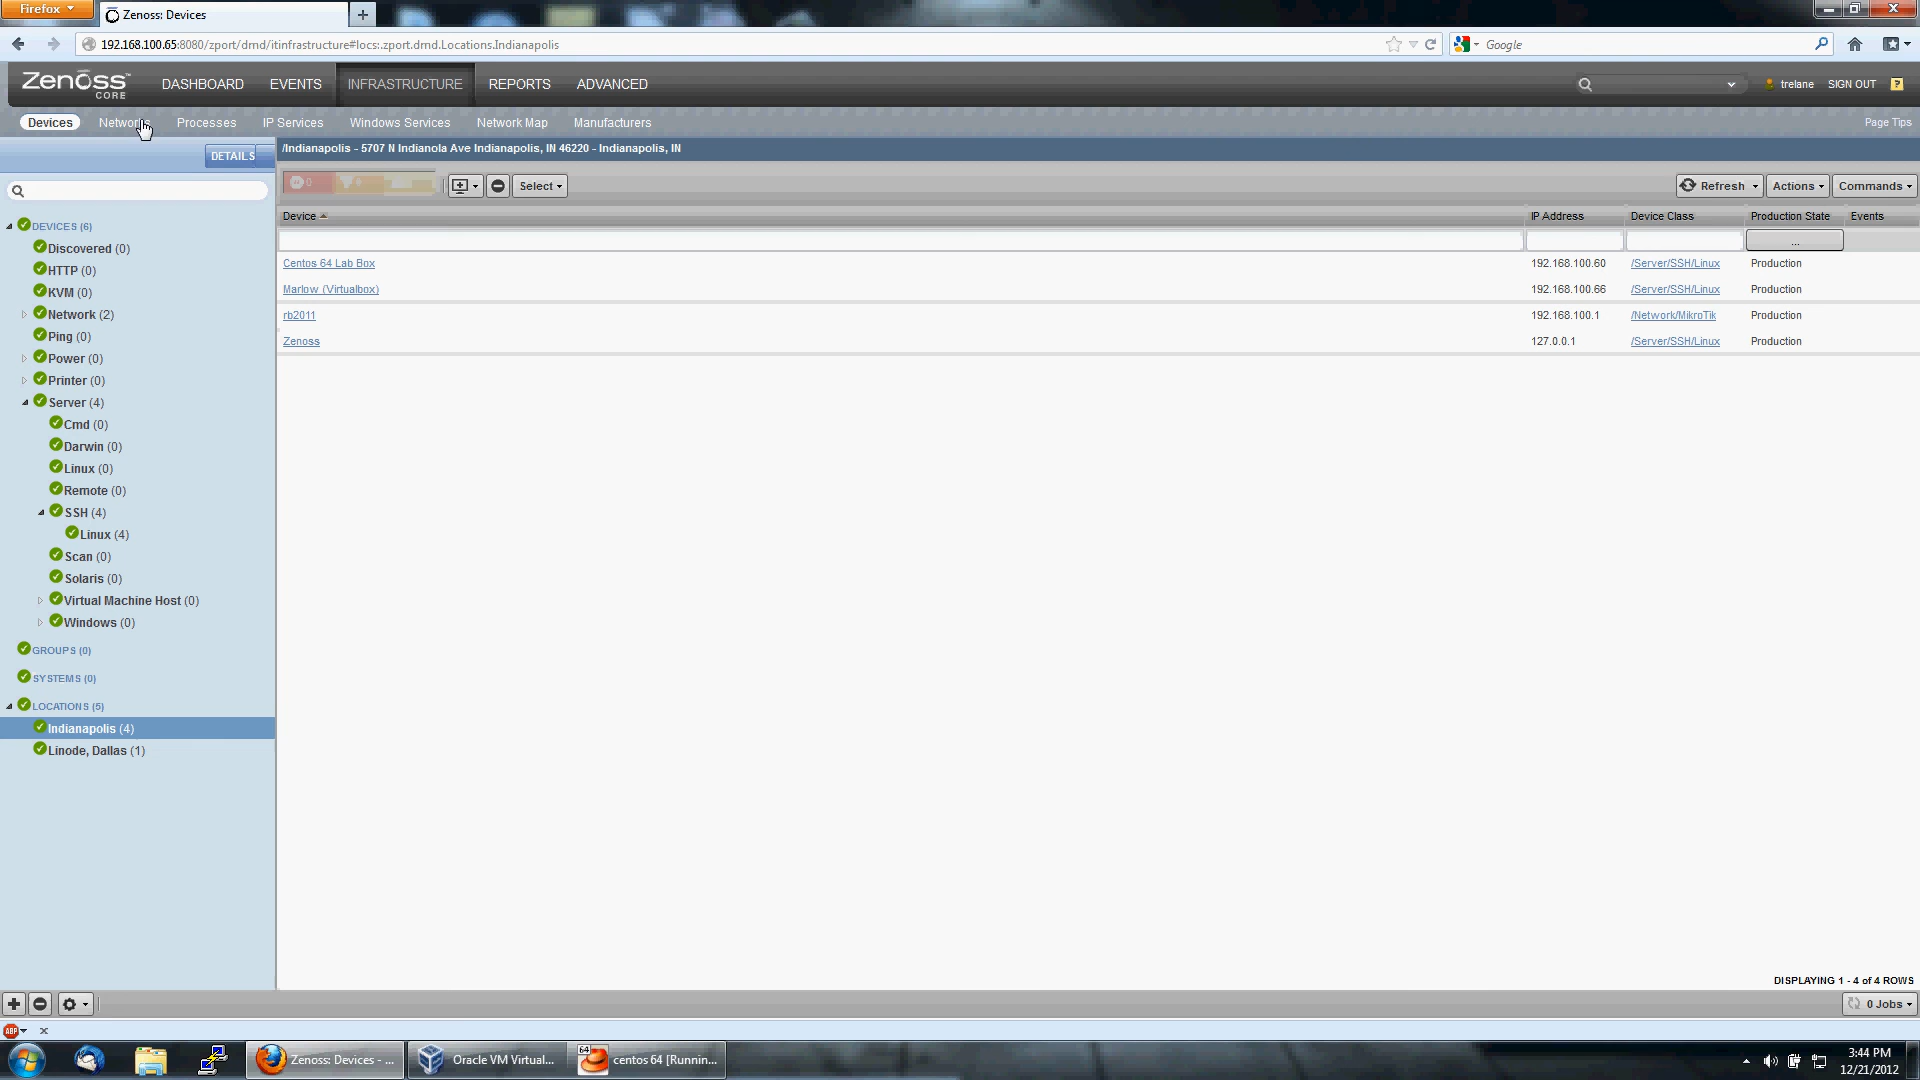 Firefox
Zenoss: Devices
192.168.100.65:8080/zport/dmd/itinfrastructure#locs:.zport.dmd.Locations.Indianapolis
Google
Zenoss
CORE
DASHBOARD
EVENTS
INFRASTRUCTURE
REPORTS
ADVANCED
trelane
SIGN OUT
?
Devices
Networks
Processes
IP Services
Windows Services
Network Map
Manufacturers
Page Tips
DETAILS
/Indianapolis - 5707 N Indianola Ave Indianapolis, IN 46220 - Indianapolis, IN
0
Select
Refresh
Actions
Commands
Device
IP Address
Device Class
Production State
Events
...
Centos 64 Lab Box 192.168.100.60 /Server/SSH/Linux Production
Marlow (Virtualbox) 192.168.100.66 /Server/SSH/Linux Production
rb2011 192.168.100.1 /Network/MikroTik Production
Zenoss 127.0.0.1 /Server/SSH/Linux Production
DEVICES (6)
Discovered (0)
HTTP (0)
KVM (0)
Network (2)
Ping (0)
Power (0)
Printer (0)
Server (4)
Cmd (0)
Darwin (0)
Linux (0)
Remote (0)
SSH (4)
Linux (4)
Scan (0)
Solaris (0)
Virtual Machine Host (0)
Windows (0)
GROUPS (0)
SYSTEMS (0)
LOCATIONS (5)
Indianapolis (4)
Linode, Dallas (1)
DISPLAYING 1 - 4 of 4 ROWS
0 Jobs
ABP
Zenoss: Devices - ...
Oracle VM Virtual...
64
centos 64 [Runnin...
3:44 PM
12/21/2012